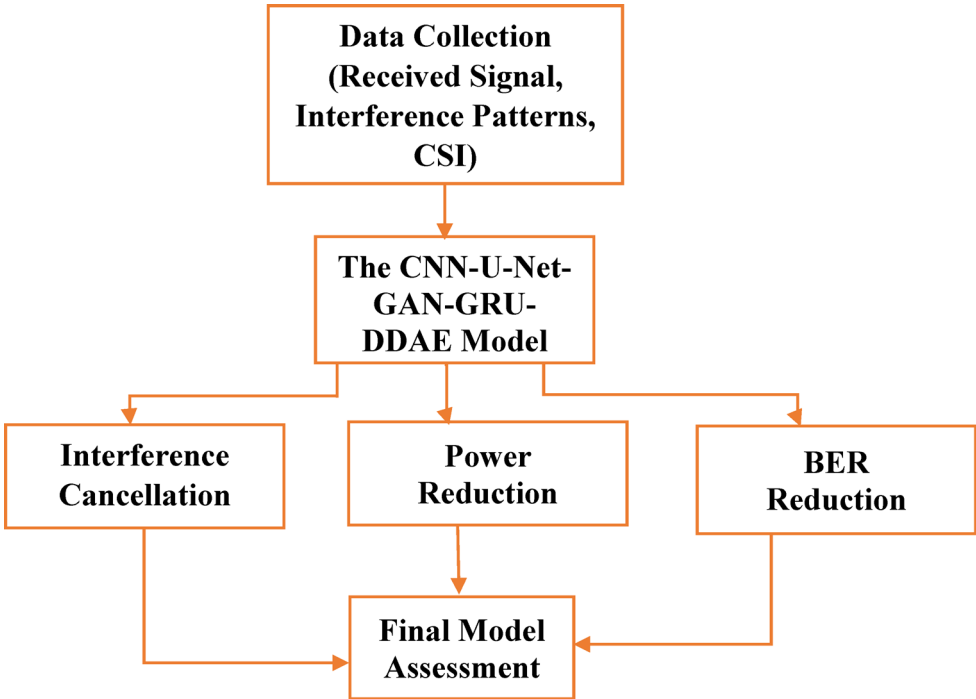 Data Collection
(Received Signal,
Interference Patterns,
CSI)
The CNN-U-Net-
GAN-GRU-
DDAE Model
Interference
Cancellation
Power
Reduction
BER
Reduction
Final Model
Assessment